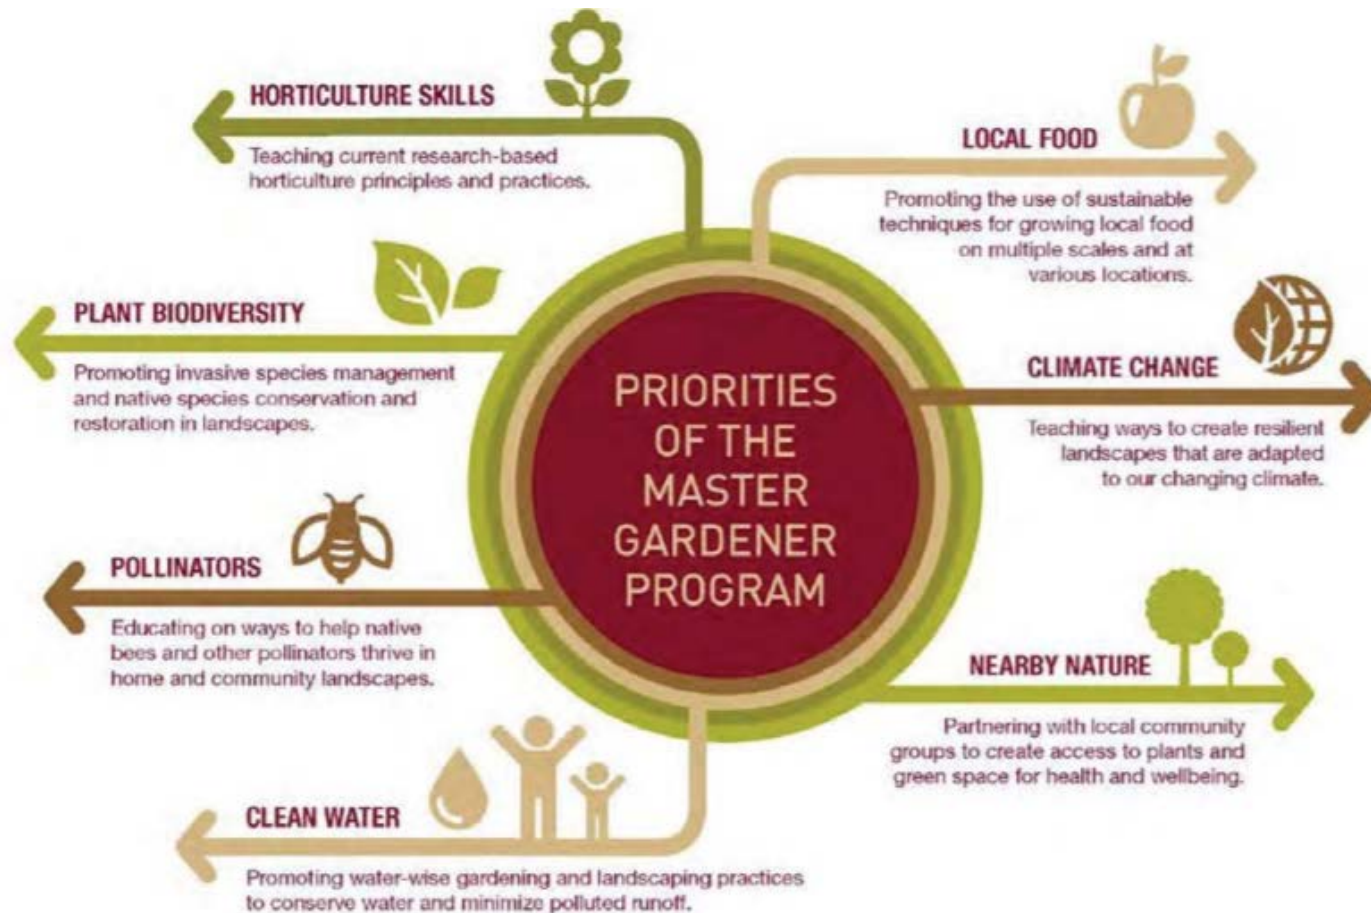 HORTICULTURE SKILLS
Teaching current research-based
horticulture principles and practices.
LOCAL FOOD
Promoting the use of sustainable
techniques for growing local food
on multiple scales and at
various locations.
PLANT BIODIVERSITY
Promoting invasive species management
and native species conservation and
restoration in landscapes.
CLIMATE CHANGE
Teaching ways to create resilient
landscapes that are adapted
to our changing climate.
PRIORITIES
OF THE
MASTER
GARDENER
PROGRAM
POLLINATORS
Educating on ways to help native
bees and other pollinators thrive in
home and community landscapes.
NEARBY NATURE
Partnering with local community
groups to create access to plants and
green space for health and wellbeing.
CLEAN WATER
Promoting water-wise gardening and landscaping practices
to conserve water and minimize polluted runoff.